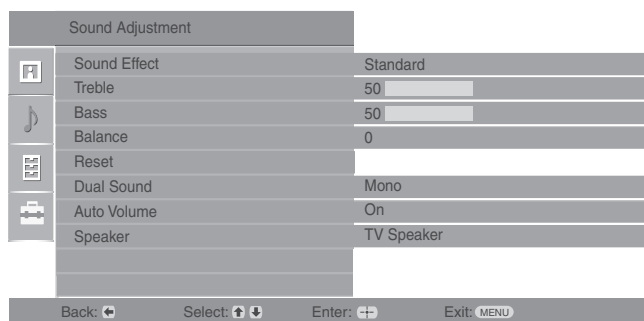 Sound Adjustment
Sound Effect Standard
Treble 50
Bass 50
Balance 0
Reset
Dual Sound Mono
Auto Volume On
Speaker TV Speaker
Back: Select: Enter: Exit: MENU